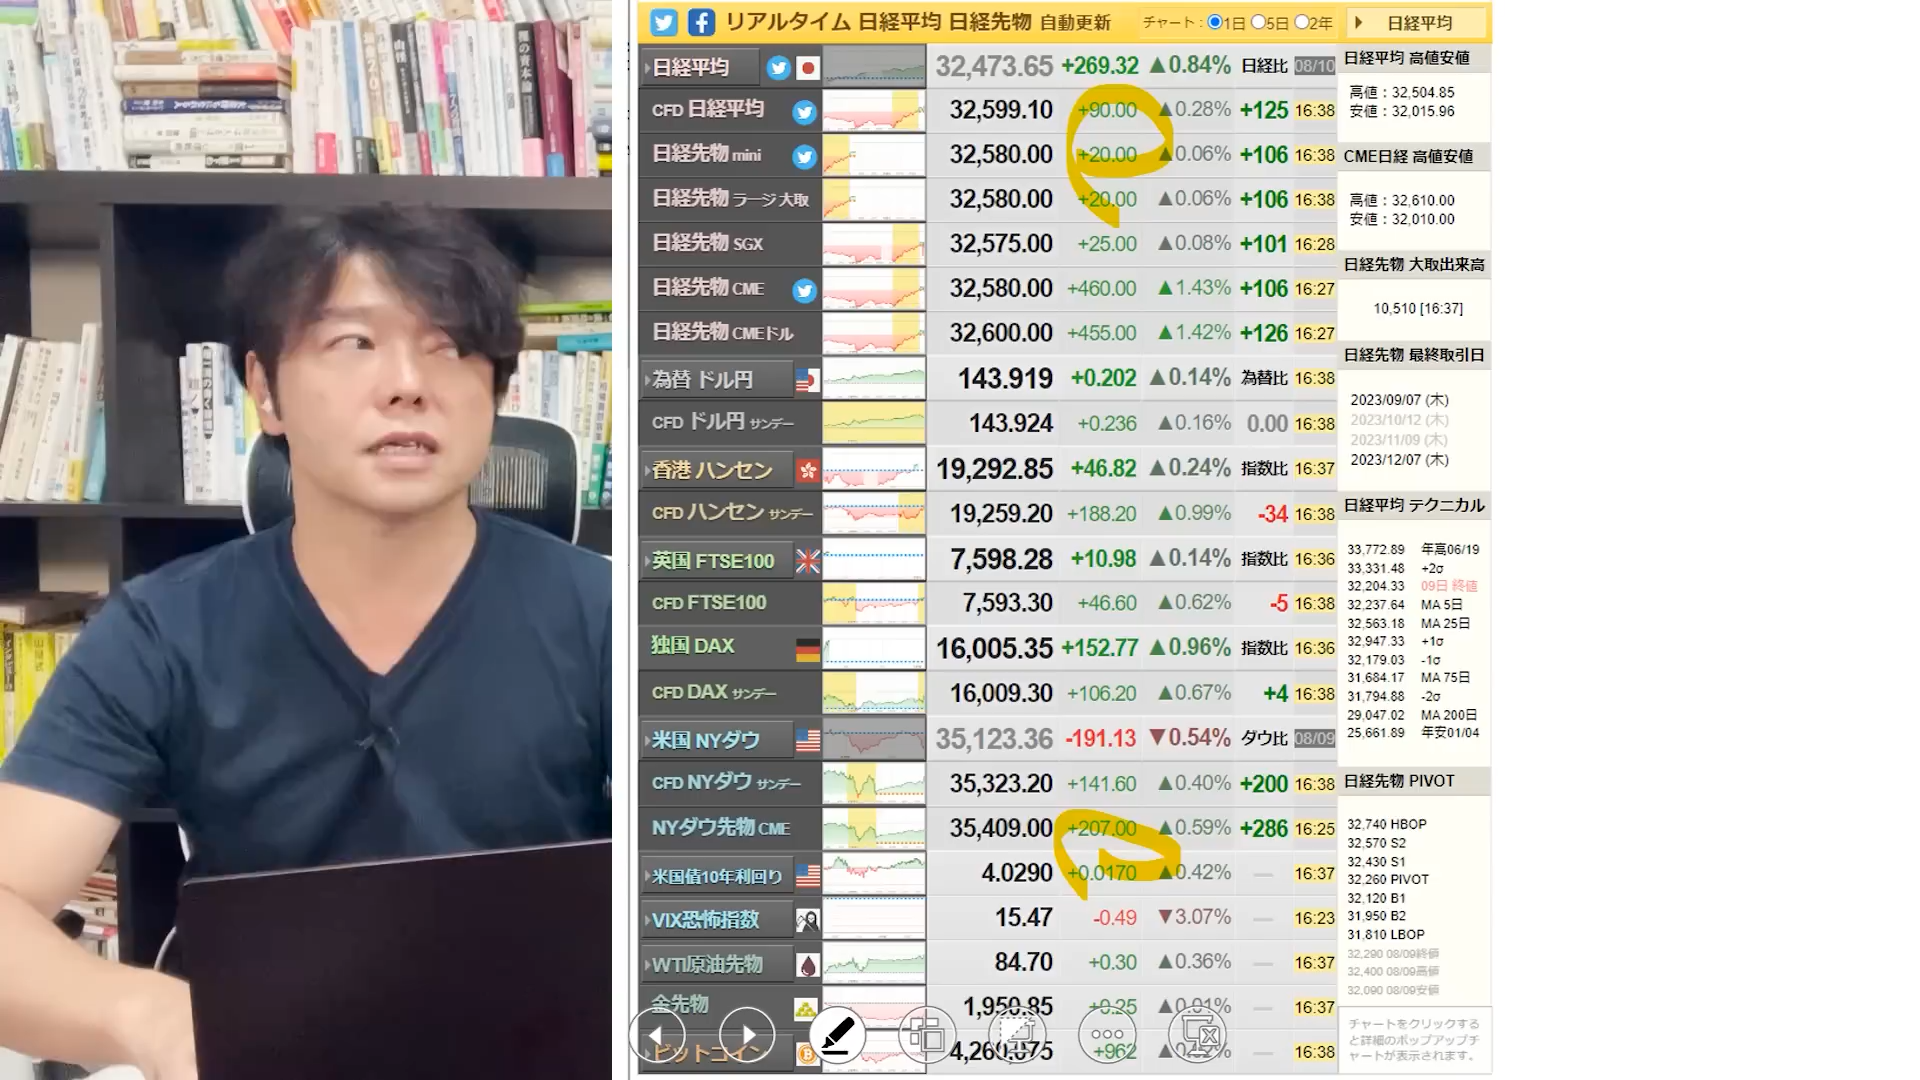 リアルタイム 日経平均 日経先物 自動更新 チャート：1日 5日 2年 日経平均
日経平均 32,473.65 +269.32 ▲0.84% 日経比 08/10
CFD 日経平均 32,599.10 +90.00 ▲0.28% +125 16:38
日経先物 mini 32,580.00 +20.00 ▲0.06% +106 16:38
日経先物 ラージ 大取 32,580.00 +20.00 ▲0.06% +106 16:38
日経先物 SGX 32,575.00 +25.00 ▲0.08% +101 16:28
日経先物 CME 32,580.00 +460.00 ▲1.43% +106 16:27
日経先物 CMEドル 32,600.00 +455.00 ▲1.42% +126 16:27
為替 ドル円 143.919 +0.202 ▲0.14% 為替比 16:38
CFD ドル円 サンデー 143.924 +0.236 ▲0.16% 0.00 16:38
香港 ハンセン 19,292.85 +46.82 ▲0.24% 指数比 16:37
CFD ハンセン サンデー 19,259.20 +188.20 ▲0.99% -34 16:38
英国 FTSE100 7,598.28 +10.98 ▲0.14% 指数比 16:36
CFD FTSE100 7,593.30 +46.60 ▲0.62% -5 16:38
独国 DAX 16,005.35 +152.77 ▲0.96% 指数比 16:36
CFD DAX サンデー 16,009.30 +106.20 ▲0.67% +4 16:38
米国 NYダウ 35,123.36 -191.13 ▼0.54% ダウ比 08/09
CFD NYダウ サンデー 35,323.20 +141.60 ▲0.40% +200 16:38
NYダウ先物 CME 35,409.00 +207.00 ▲0.59% +286 16:25
米国債10年利回り 4.0290 +0.0170 ▲0.42% — 16:37
VIX恐怖指数 15.47 -0.49 ▼3.07% — 16:23
WTI原油先物 84.70 +0.30 ▲0.36% — 16:37
金先物 1,950.85 +0.25 ▲0.01% — 16:37
ビットコイン +962 — 16:38
日経平均 高値安値
高値：32,504.85
安値：32,015.96
CME日経 高値安値
高値：32,610.00
安値：32,010.00
日経先物 大取出来高
10,510 [16:37]
日経先物 最終取引日
2023/09/07 (木)
2023/10/12 (木)
2023/11/09 (木)
2023/12/07 (木)
日経平均 テクニカル
33,772.89 年高06/19
33,331.48 +2σ
32,204.33 09日 終値
32,237.64 MA 5日
32,563.18 MA 25日
32,947.33 +1σ
32,179.03 -1σ
31,684.17 MA 75日
31,794.88 -2σ
29,047.02 MA 200日
25,661.89 年安01/04
日経先物 PIVOT
32,740 HBOP
32,570 S2
32,430 S1
32,260 PIVOT
32,120 B1
31,950 B2
31,810 LBOP
32,290 08/09終値
32,400 08/09高値
32,090 08/09安値
チャートをクリックする
と詳細のポップアップチ
ャートが表示されます。